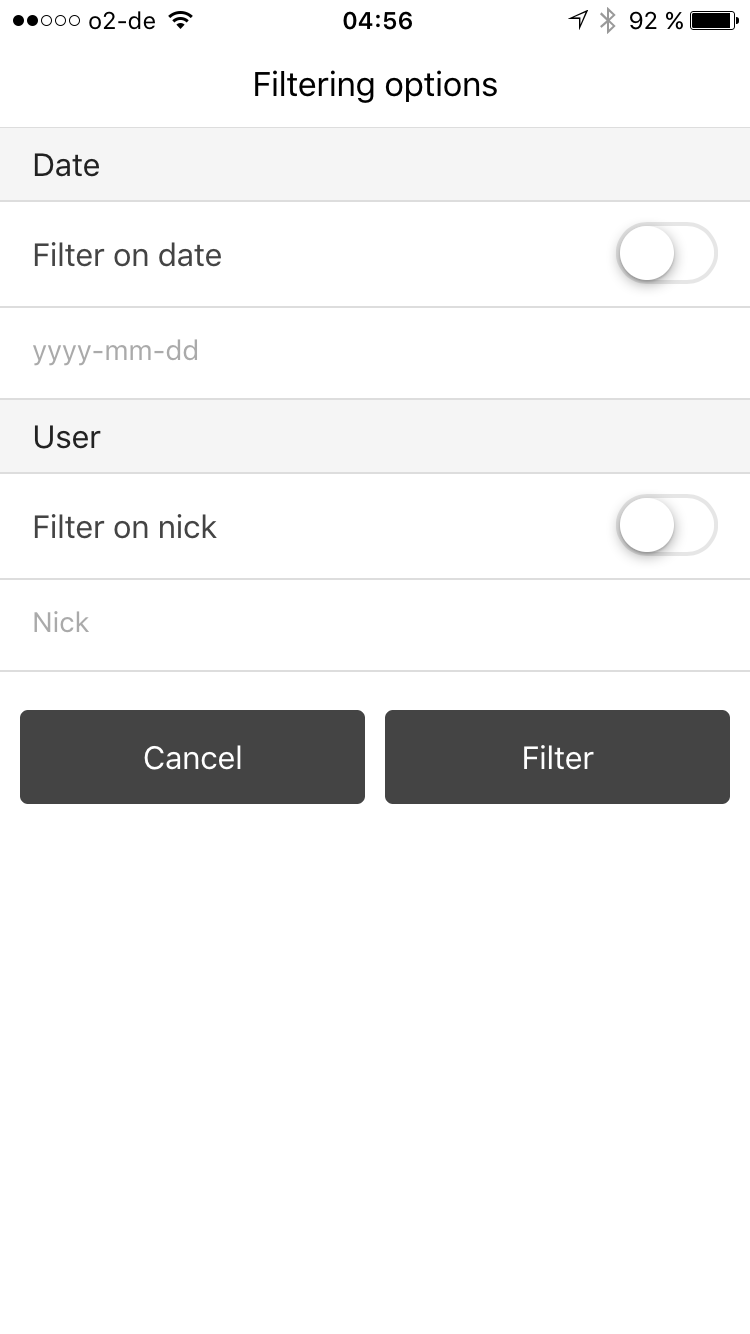 o2-de 04:56 92 %
Filtering options
Date
Filter on date
yyyy-mm-dd
User
Filter on nick
Nick
Cancel Filter